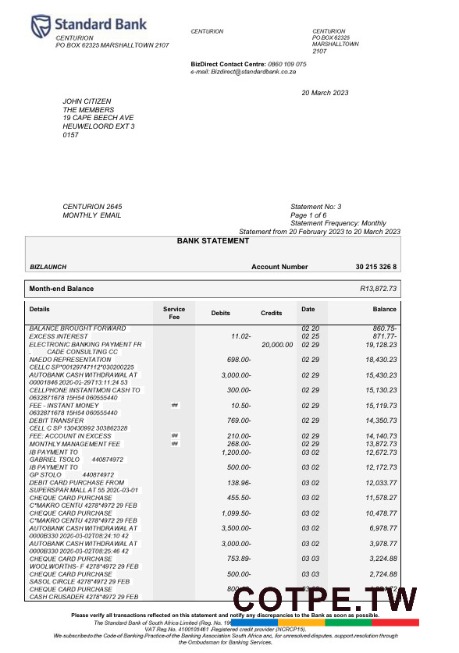 Standard Bank
CENTURION
PO BOX 62325 MARSHALLTOWN 2107
CENTURION
CENTURION
PO BOX 62325
MARSHALLTOWN
2107
BizDirect Contact Centre: 0860 109 075
e-mail: Bizdirect@standardbank.co.za
20 March 2023
JOHN CITIZEN
THE MEMBERS
19 CAPE BEECH AVE
HEUWELOORD EXT 3
0157
CENTURION 2645
MONTHLY EMAIL
Statement No: 3
Page 1 of 6
Statement Frequency: Monthly
Statement from 20 February 2023 to 20 March 2023
BANK STATEMENT
BIZLAUNCH Account Number 30 215 326 8
Month-end Balance R13,872.73
Details Service Fee Debits Credits Date Balance
BALANCE BROUGHT FORWARD 02 20 860.75-
EXCESS INTEREST 11.02- 02 25 871.77-
ELECTRONIC BANKING PAYMENT FR 20,000.00 02 29 19,128.23
. CADE CONSULTING CC
NAEDO REPRESENTATION 698.00- 02 29 18,430.23
CELLC SP*00129747112*030200225
AUTOBANK CASH WITHDRAWAL AT 3,000.00- 02 29 15,430.23
00001846 2020-02-29T13:11:24 53
CELLPHONE INSTANTMON CASH TO 300.00- 02 29 15,130.23
0632871678 15H54 060555440
FEE - INSTANT MONEY ## 10.50- 02 29 15,119.73
0632871678 15H54 060555440
DEBIT TRANSFER 769.00- 02 29 14,350.73
CELL C SP 130430992 303862328
FEE: ACCOUNT IN EXCESS ## 210.00- 02 29 14,140.73
MONTHLY MANAGEMENT FEE ## 268.00- 02 29 13,872.73
IB PAYMENT TO 1,200.00- 03 02 12,672.73
GABRIEL TSOLO 440874972
IB PAYMENT TO 500.00- 03 02 12,172.73
GP STOLO 440874972
DEBIT CARD PURCHASE FROM 138.96- 03 02 12,033.77
SUPERSPAR MALL AT 55 2020-03-01
CHEQUE CARD PURCHASE 455.50- 03 02 11,578.27
C*MAKRO CENTU 4278*4972 29 FEB
CHEQUE CARD PURCHASE 1,099.50- 03 02 10,478.77
C*MAKRO CENTU 4278*4972 29 FEB
AUTOBANK CASH WITHDRAWAL AT 3,500.00- 03 02 6,978.77
0000B330 2020-03-02T08:24:10 42
AUTOBANK CASH WITHDRAWAL AT 3,000.00- 03 02 3,978.77
0000B330 2020-03-02T08:25:46 42
CHEQUE CARD PURCHASE 753.89- 03 03 3,224.88
WOOLWORTHS- F 4278*4972 29 FEB
CHEQUE CARD PURCHASE 500.00- 03 03 2,724.88
SASOL CIRCLE 4278*4972 29 FEB
CHEQUE CARD PURCHASE
CASH CRUSADER 4278*4972 29 FEB
COTPE.TW
Please verify all transactions reflected on this statement and notify any discrepancies to the Bank as soon as possible.
The Standard Bank of South Africa Limited (Reg. No.
VAT Reg No. 4100105461 Registered credit provider (NCRCP15).
We subscribe to the Code of Banking Practice of the Banking Association South Africa and, for unresolved disputes, support resolution through
the Ombudsman for Banking Services.